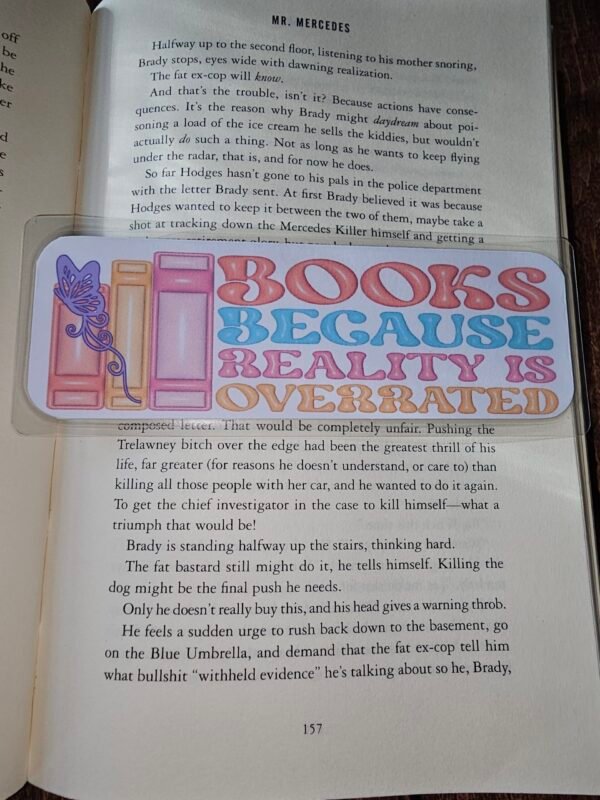 off
be
he
ke
er
d
e
s
MR. MERCEDES
Halfway up to the second floor, listening to his mother snoring,
Brady stops, eyes wide with dawning realization.
The fat ex-cop will know.
And that's the trouble, isn't it? Because actions have conse-
quences. It's the reason why Brady might daydream about poi-
soning a load of the ice cream he sells the kiddies, but wouldn't
actually do such a thing. Not as long as he wants to keep flying
under the radar, that is, and for now he does.
So far Hodges hasn't gone to his pals in the police department
with the letter Brady sent. At first Brady believed it was because
Hodges wanted to keep it between the two of them, maybe take a
shot at tracking down the Mercedes Killer himself and getting a
BOOKS
BECAUSE
REALITY IS
OVERRATED
composed letter. That would be completely unfair. Pushing the
Trelawney bitch over the edge had been the greatest thrill of his
life, far greater (for reasons he doesn't understand, or care to) than
killing all those people with her car, and he wanted to do it again.
To get the chief investigator in the case to kill himself—what a
triumph that would be!
Brady is standing halfway up the stairs, thinking hard.
The fat bastard still might do it, he tells himself. Killing the
dog might be the final push he needs.
Only he doesn't really buy this, and his head gives a warning throb.
He feels a sudden urge to rush back down to the basement, go
on the Blue Umbrella, and demand that the fat ex-cop tell him
what bullshit "withheld evidence" he's talking about so he, Brady,
157